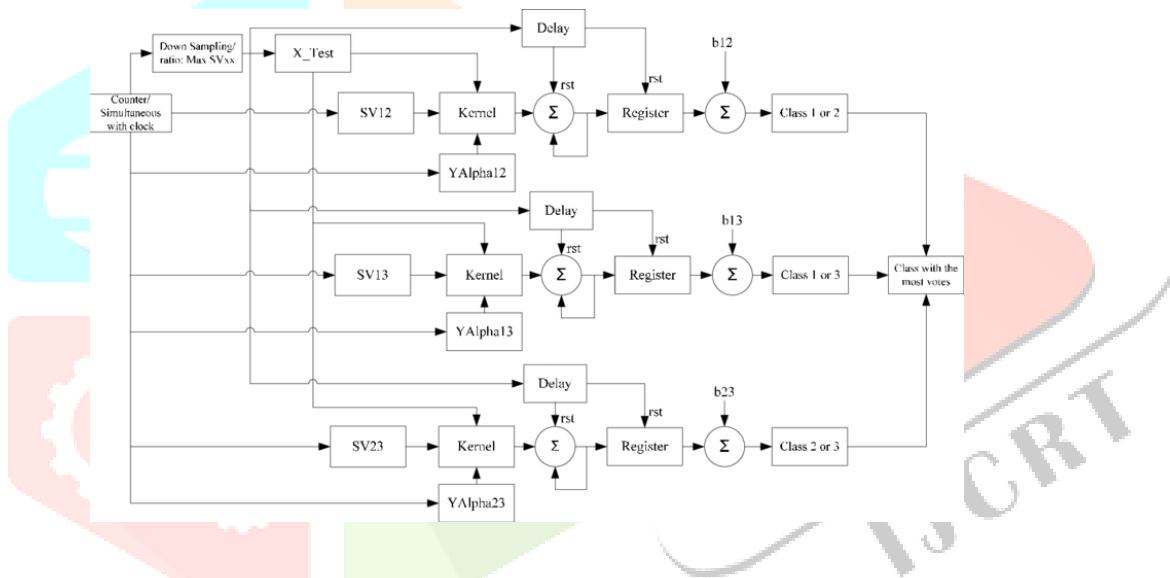 Delay
b12
Down Sampling/
ratio: Max SVxx
X_Test
rst
rst
Counter/
Simultaneous
with clock
SV12
Kernel
Σ
Register
Σ
Class 1 or 2
YAlpha12
Delay
b13
rst
rst
SV13
Kernel
Σ
Register
Σ
Class 1 or 3
Class with the
most votes
YAlpha13
Delay
b23
rst
rst
SV23
Kernel
Σ
Register
Σ
Class 2 or 3
YAlpha23
IJCRT